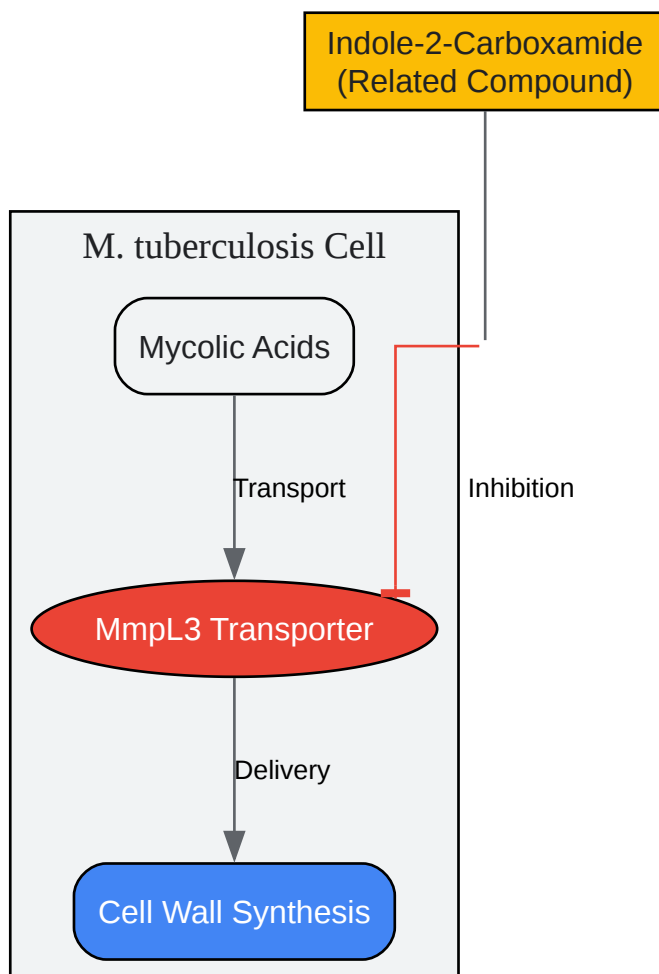 Indole-2-Carboxamide
(Related Compound)
M. tuberculosis Cell
Mycolic Acids
Transport
Inhibition
MmpL3 Transporter
Delivery
Cell Wall Synthesis